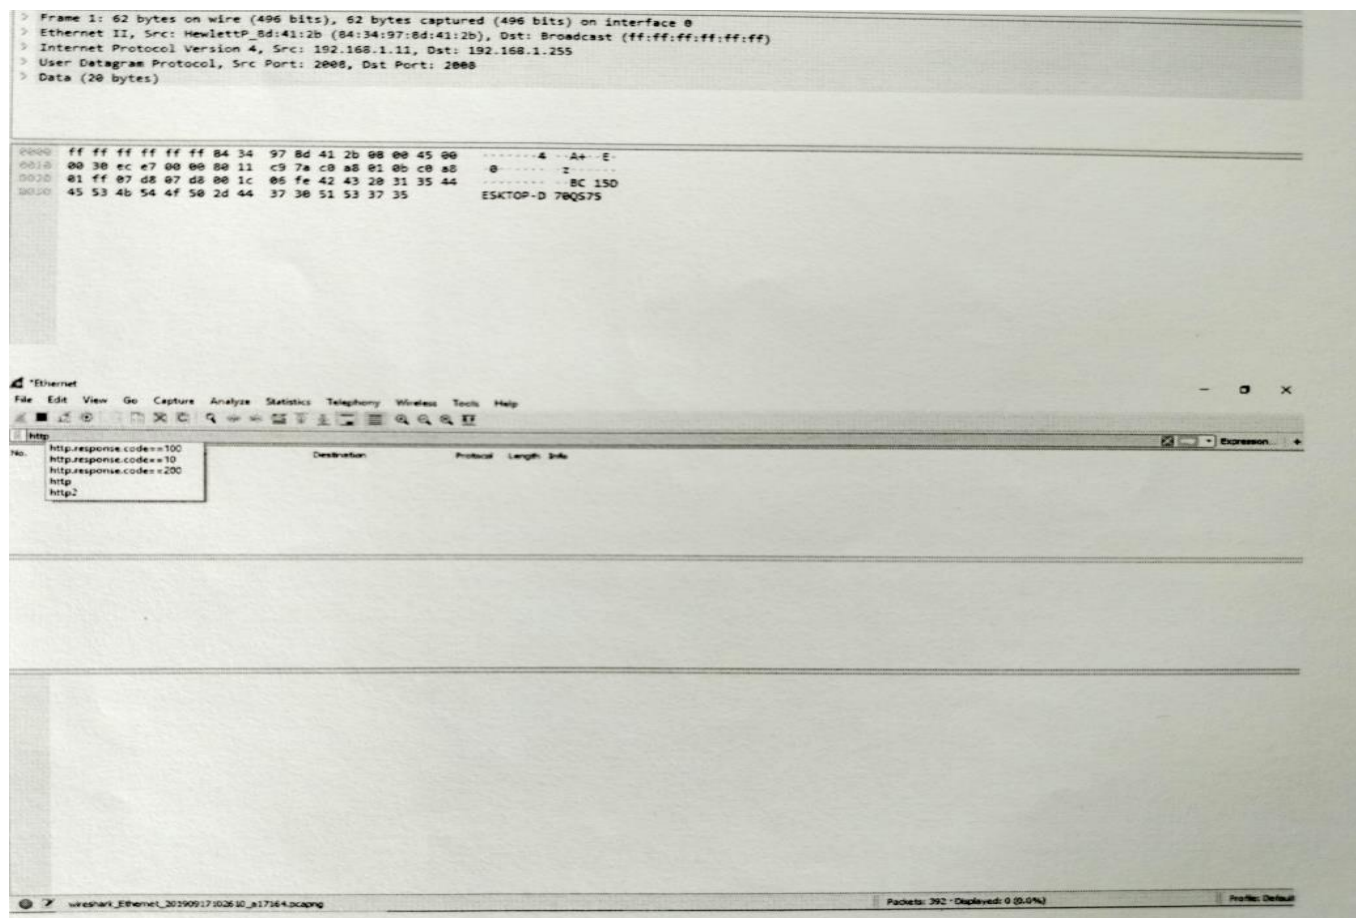 > Frame 1: 62 bytes on wire (496 bits), 62 bytes captured (496 bits) on interface 0
> Ethernet II, Src: HewlettP_8d:41:2b (84:34:97:8d:41:2b), Dst: Broadcast (ff:ff:ff:ff:ff:ff)
> Internet Protocol Version 4, Src: 192.168.1.11, Dst: 192.168.1.255
> User Datagram Protocol, Src Port: 2008, Dst Port: 2008
> Data (20 bytes)
0000 ff ff ff ff ff ff 84 34 97 8d 41 2b 08 00 45 00 ·······4 ··A+··E·
0010 00 30 ec e7 00 00 80 11 c9 7a c0 a8 01 0b c0 a8 ·0······ ·z······
0020 01 ff 07 d8 07 d8 00 1c 06 fe 42 43 20 31 35 44 ········ ··BC 15D
0030 45 53 4b 54 4f 50 2d 44 37 30 51 53 37 35 ESKTOP-D 70QS75
*Ethernet
File Edit View Go Capture Analyze Statistics Telephony Wireless Tools Help
http
Expression... +
No. Destination Protocol Length Info
http.response.code==100
http.response.code==10
http.response.code==200
http
http2
wireshark_Ethernet_20190917102610_a17164.pcapng Packets: 392 · Displayed: 0 (0.0%) Profile: Default